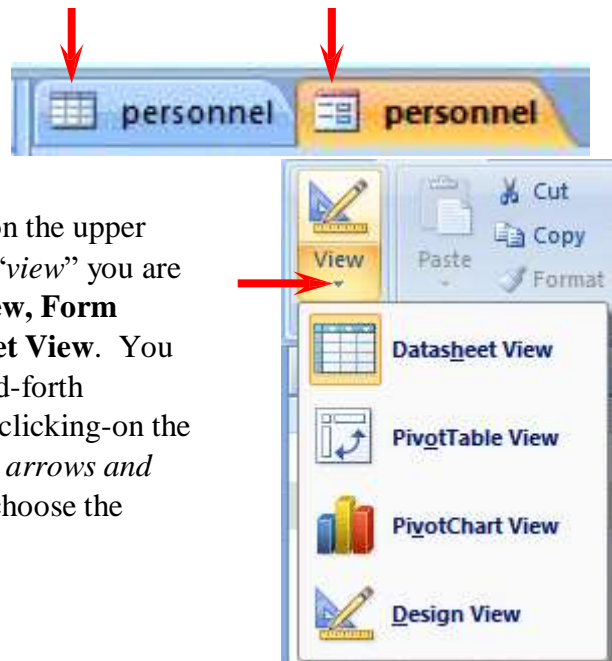 personnel personnel
on the upper
“view” you are
ew, Form
et View. You
d-forth
clicking-on the
arrows and
choose the
View
Paste
Cut
Copy
Format
Datasheet View
PivotTable View
PivotChart View
Design View